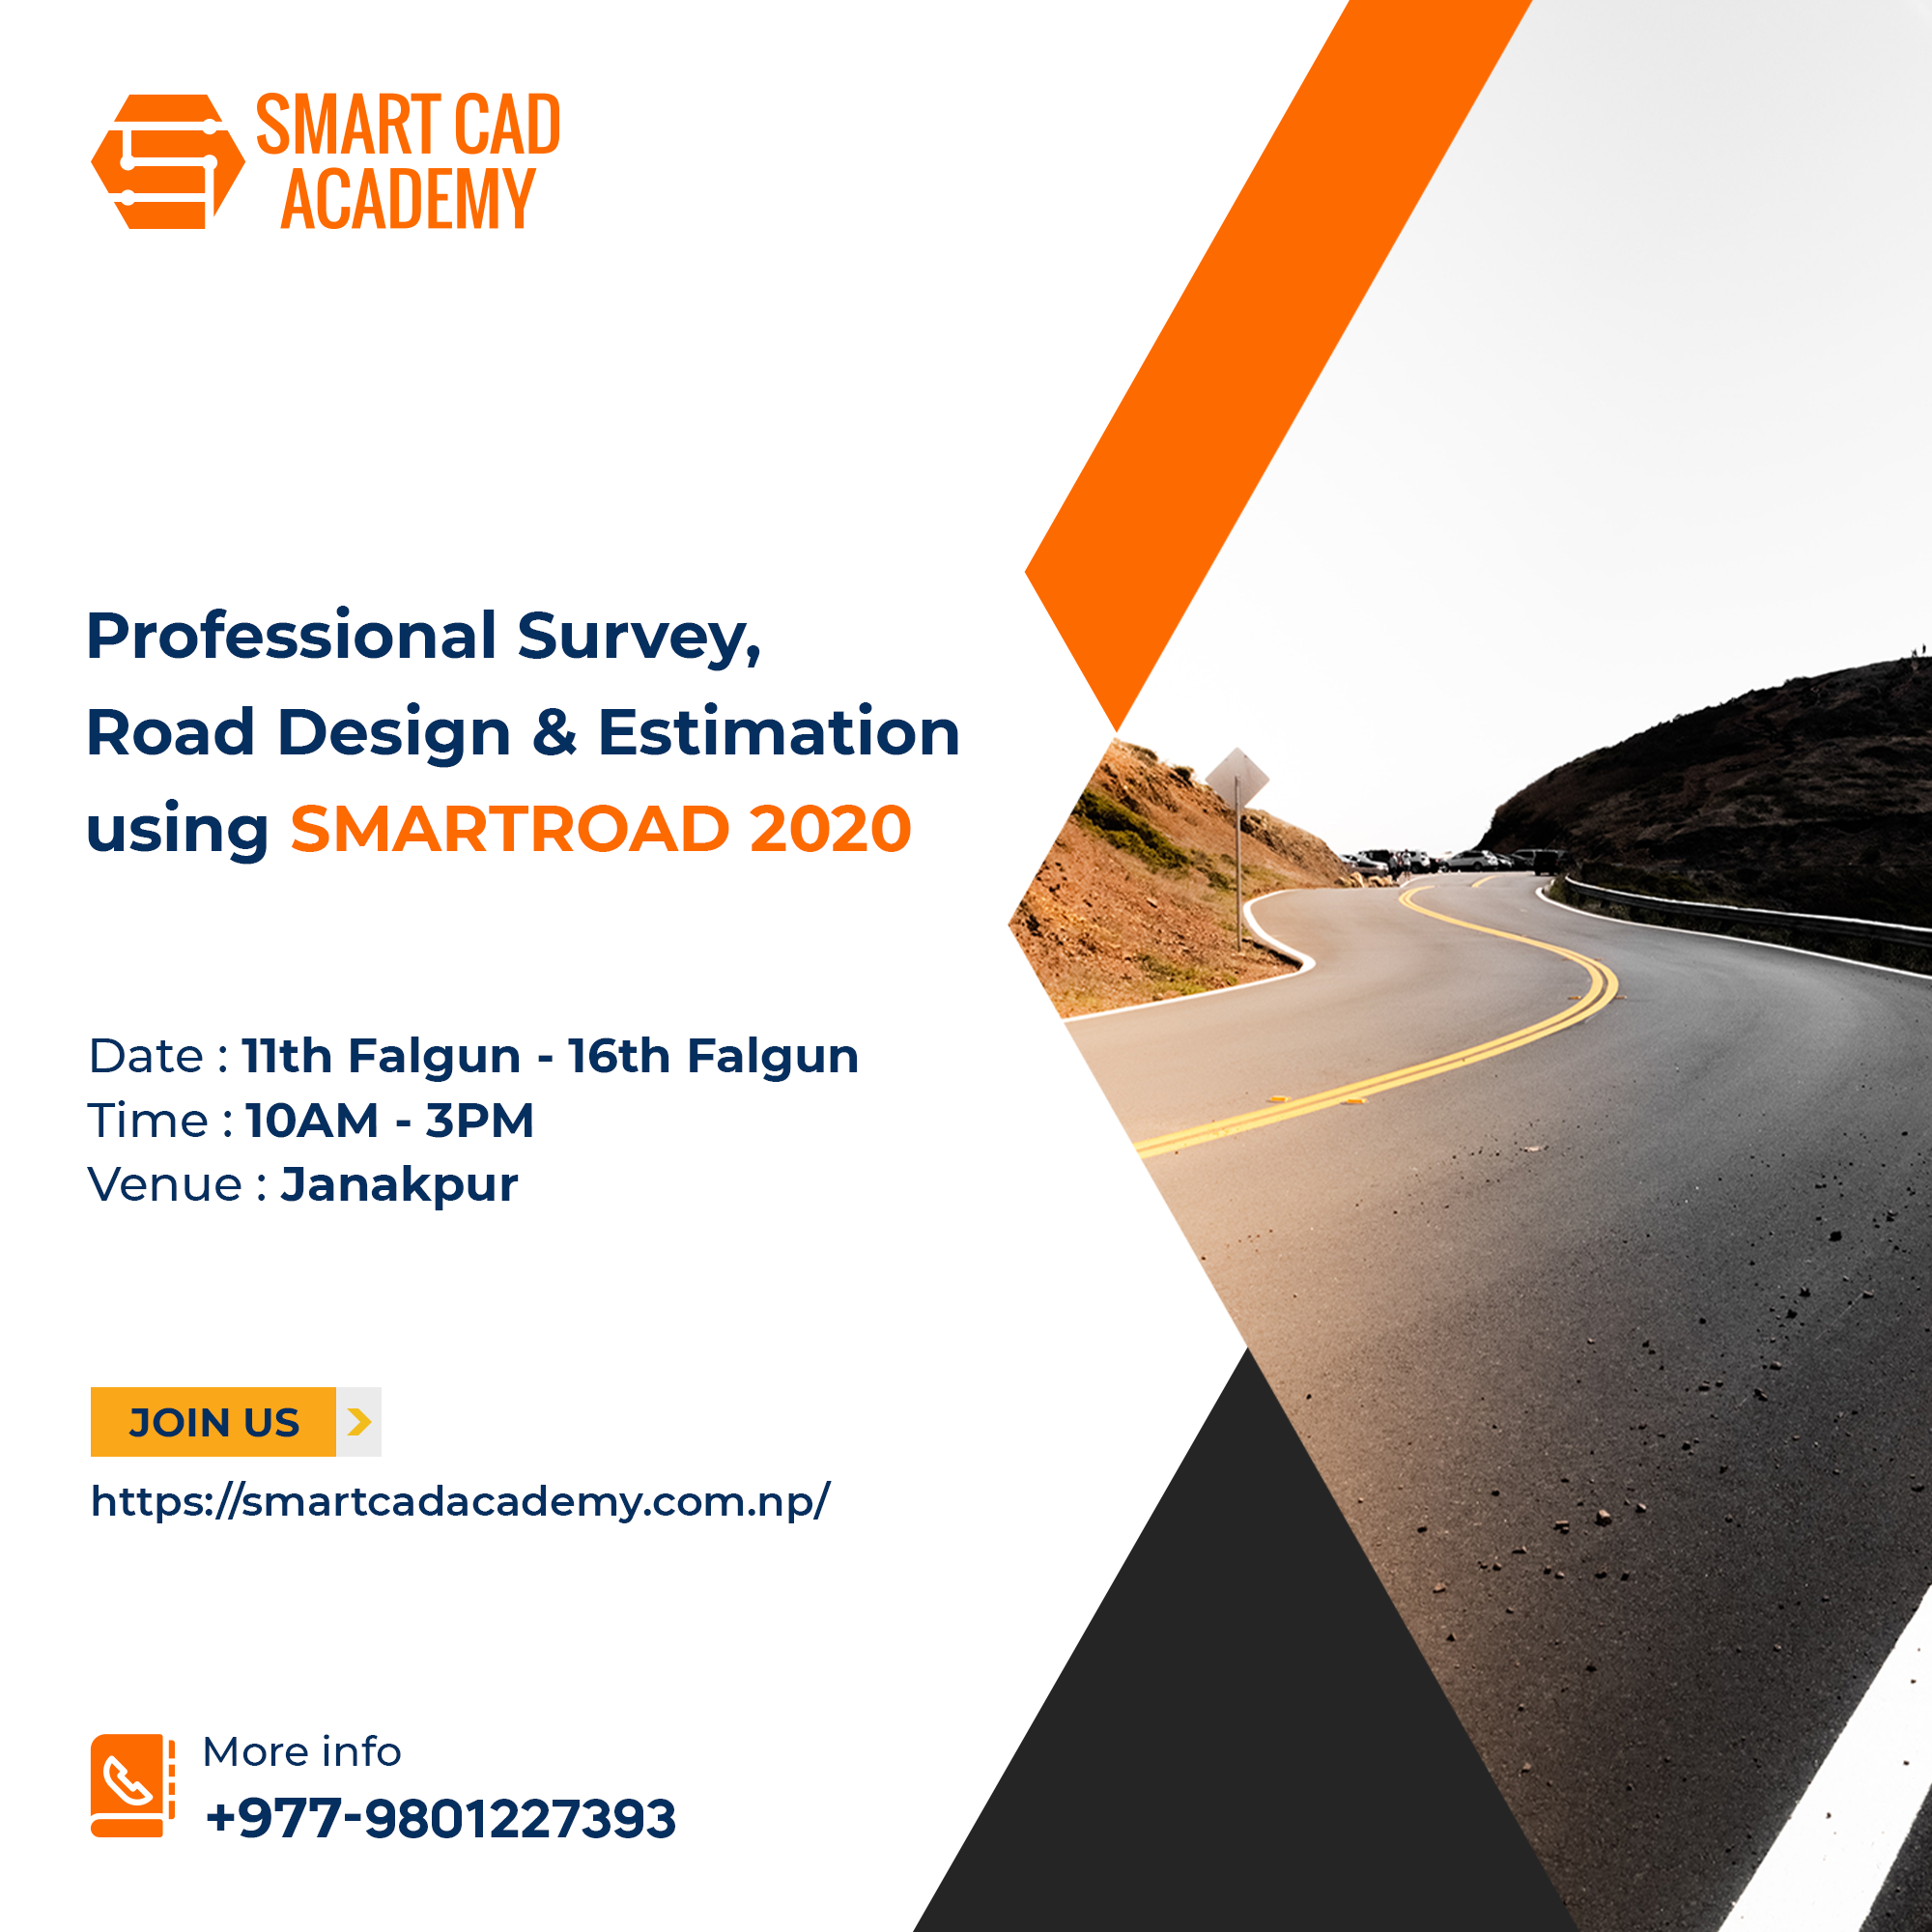 SMART CAD
ACADEMY
Professional Survey,
Road Design & Estimation
using SMARTROAD 2020
Date : 11th Falgun - 16th Falgun
Time : 10AM - 3PM
Venue : Janakpur
JOIN US
https://smartcadacademy.com.np/
More info
+977-9801227393